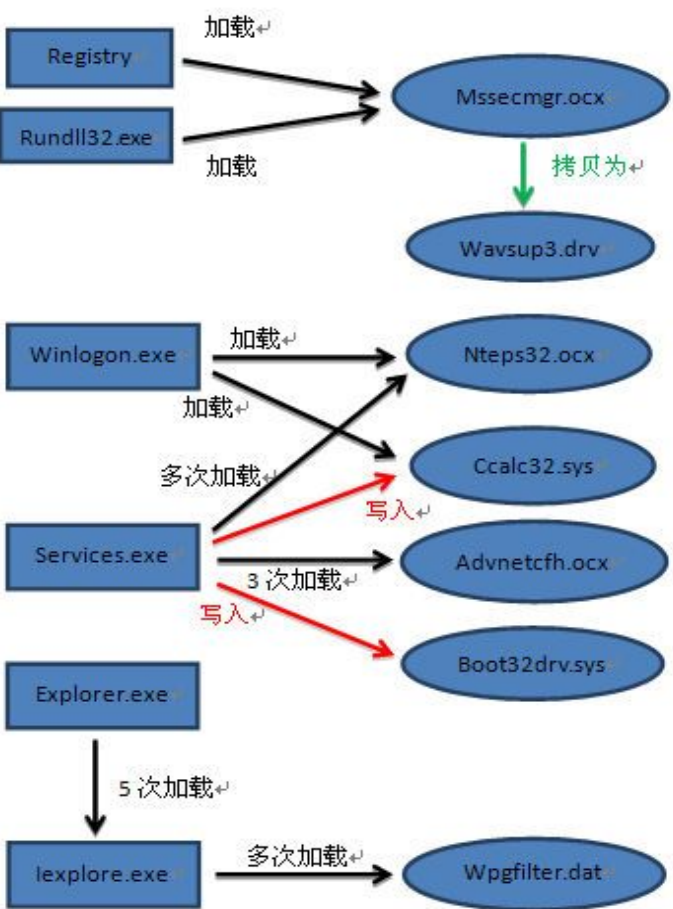 加载
Registry
Mssecmgr.ocx
Rundll32.exe
加载
拷贝为
Wavsup3.drv
Winlogon.exe
加载
Nteps32.ocx
加载
多次加载
Ccalc32.sys
写入
Services.exe
3 次加载
Advnetcfh.ocx
写入
Boot32drv.sys
Explorer.exe
5 次加载
Iexplore.exe
多次加载
Wpgfilter.dat